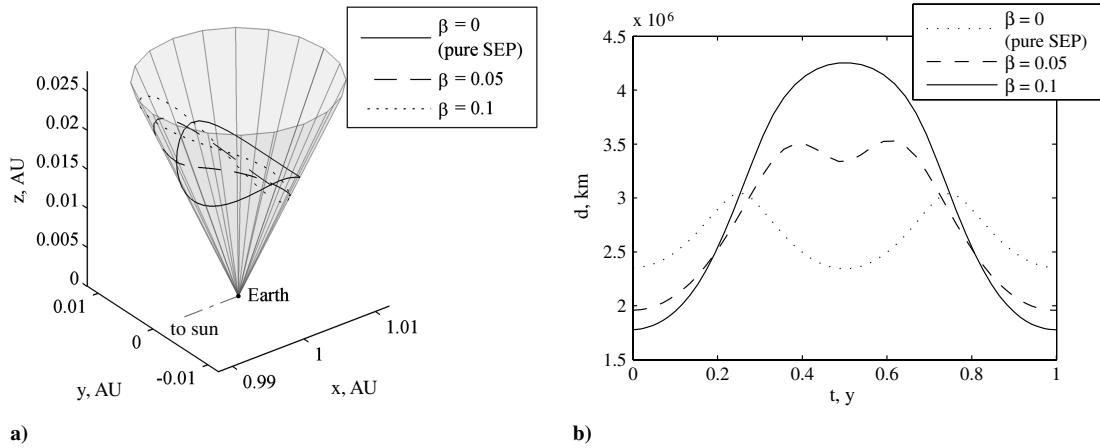 β = 0
(pure SEP)
β = 0.05
β = 0.1
0.025
0.02
0.015
0.01
0.005
0
z, AU
0.01
0
-0.01
y, AU
0.99
1
1.01
x, AU
Earth
to sun
a)
x 10⁶
4.5
4
3.5
3
2.5
2
1.5
d, km
0
0.2
0.4
0.6
0.8
1
t, y
β = 0
(pure SEP)
β = 0.05
β = 0.1
b)